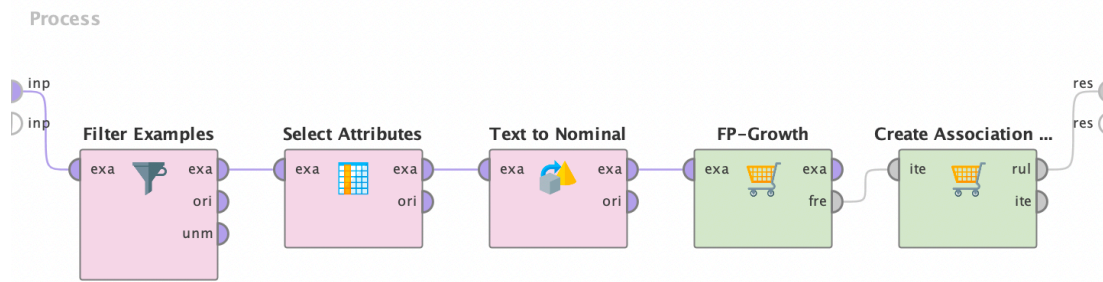 Process
inp
inp
Filter Examples
exa
exa
ori
unm
Select Attributes
exa
exa
ori
Text to Nominal
exa
exa
ori
FP-Growth
exa
exa
fre
Create Association ...
ite
rul
ite
res
res